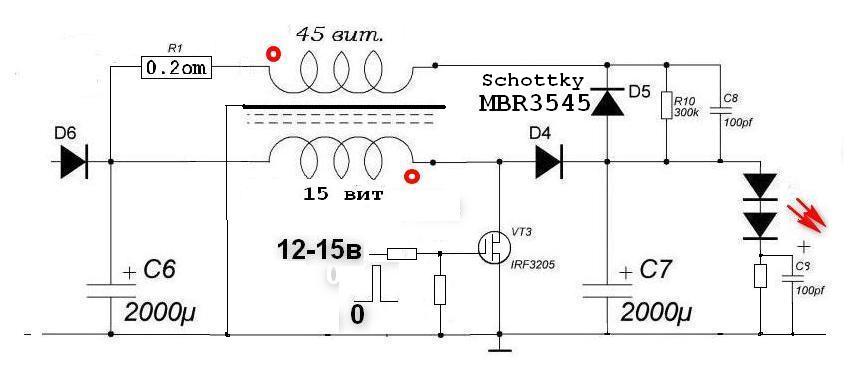 45 вит.
R1
0.2om
Schottky
MBR3545
D5
R10
300k
C8
100pf
D6
D4
15 вит
VT3
IRF3205
12-15в
0
+ C6
2000µ
+ C7
2000µ
+
C9
100pf